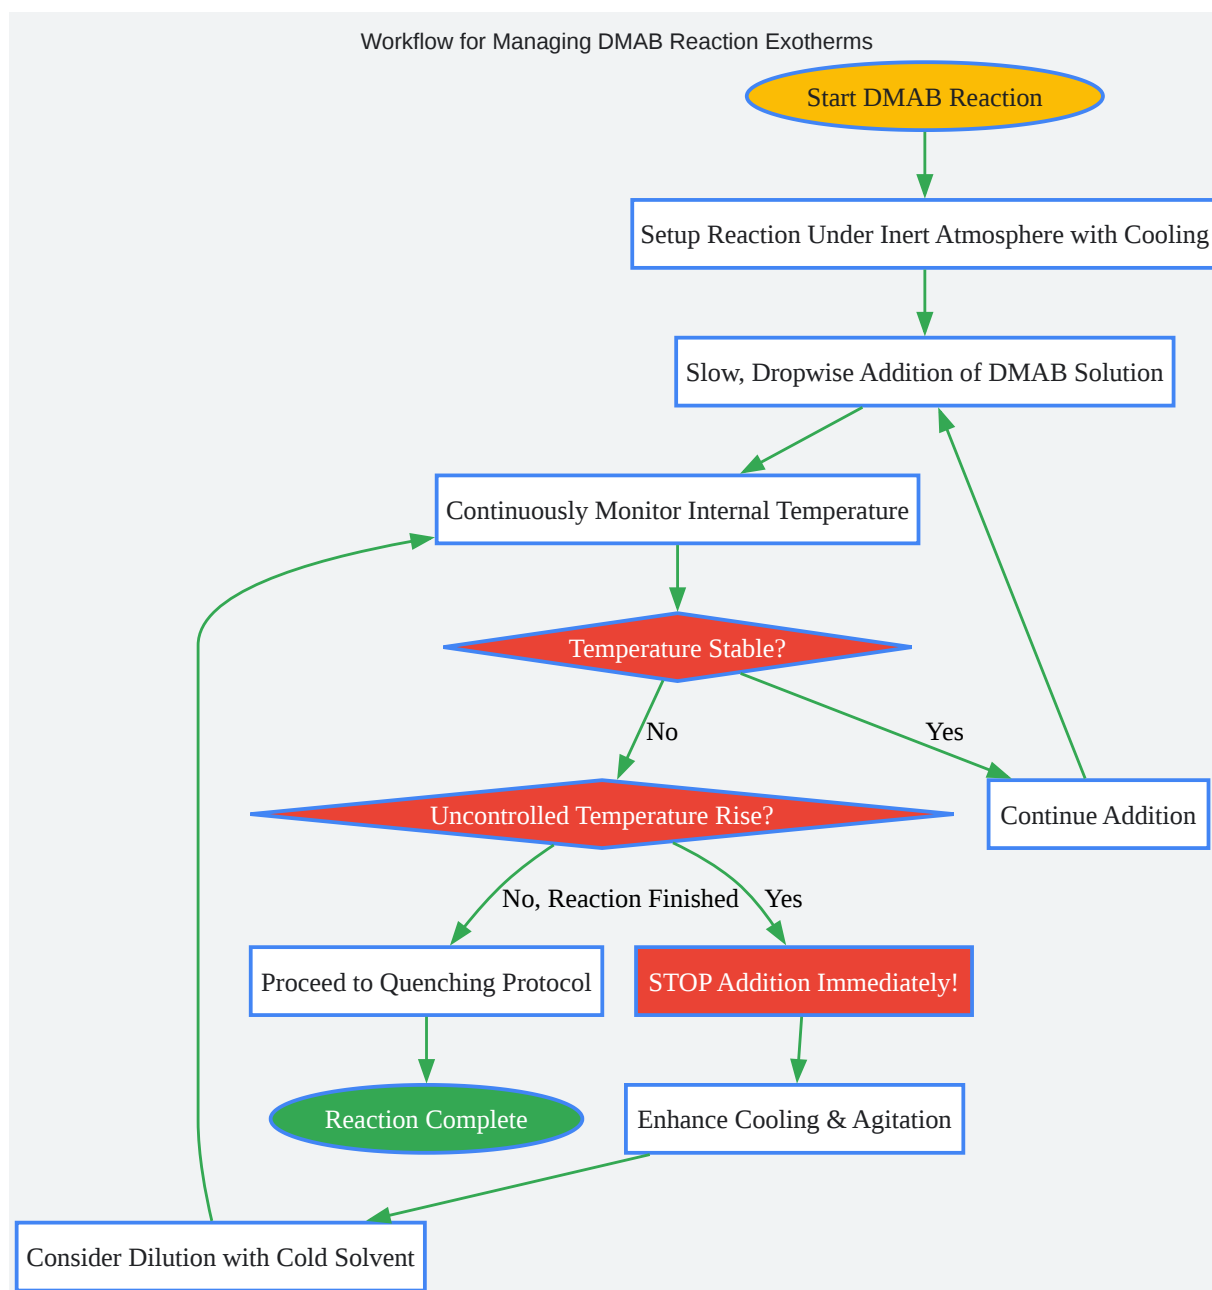 Workflow for Managing DMAB Reaction Exotherms
Start DMAB Reaction
Setup Reaction Under Inert Atmosphere with Cooling
Slow, Dropwise Addition of DMAB Solution
Continuously Monitor Internal Temperature
Temperature Stable?
No
Yes
Uncontrolled Temperature Rise?
Continue Addition
No, Reaction Finished
Yes
Proceed to Quenching Protocol
STOP Addition Immediately!
Reaction Complete
Enhance Cooling & Agitation
Consider Dilution with Cold Solvent